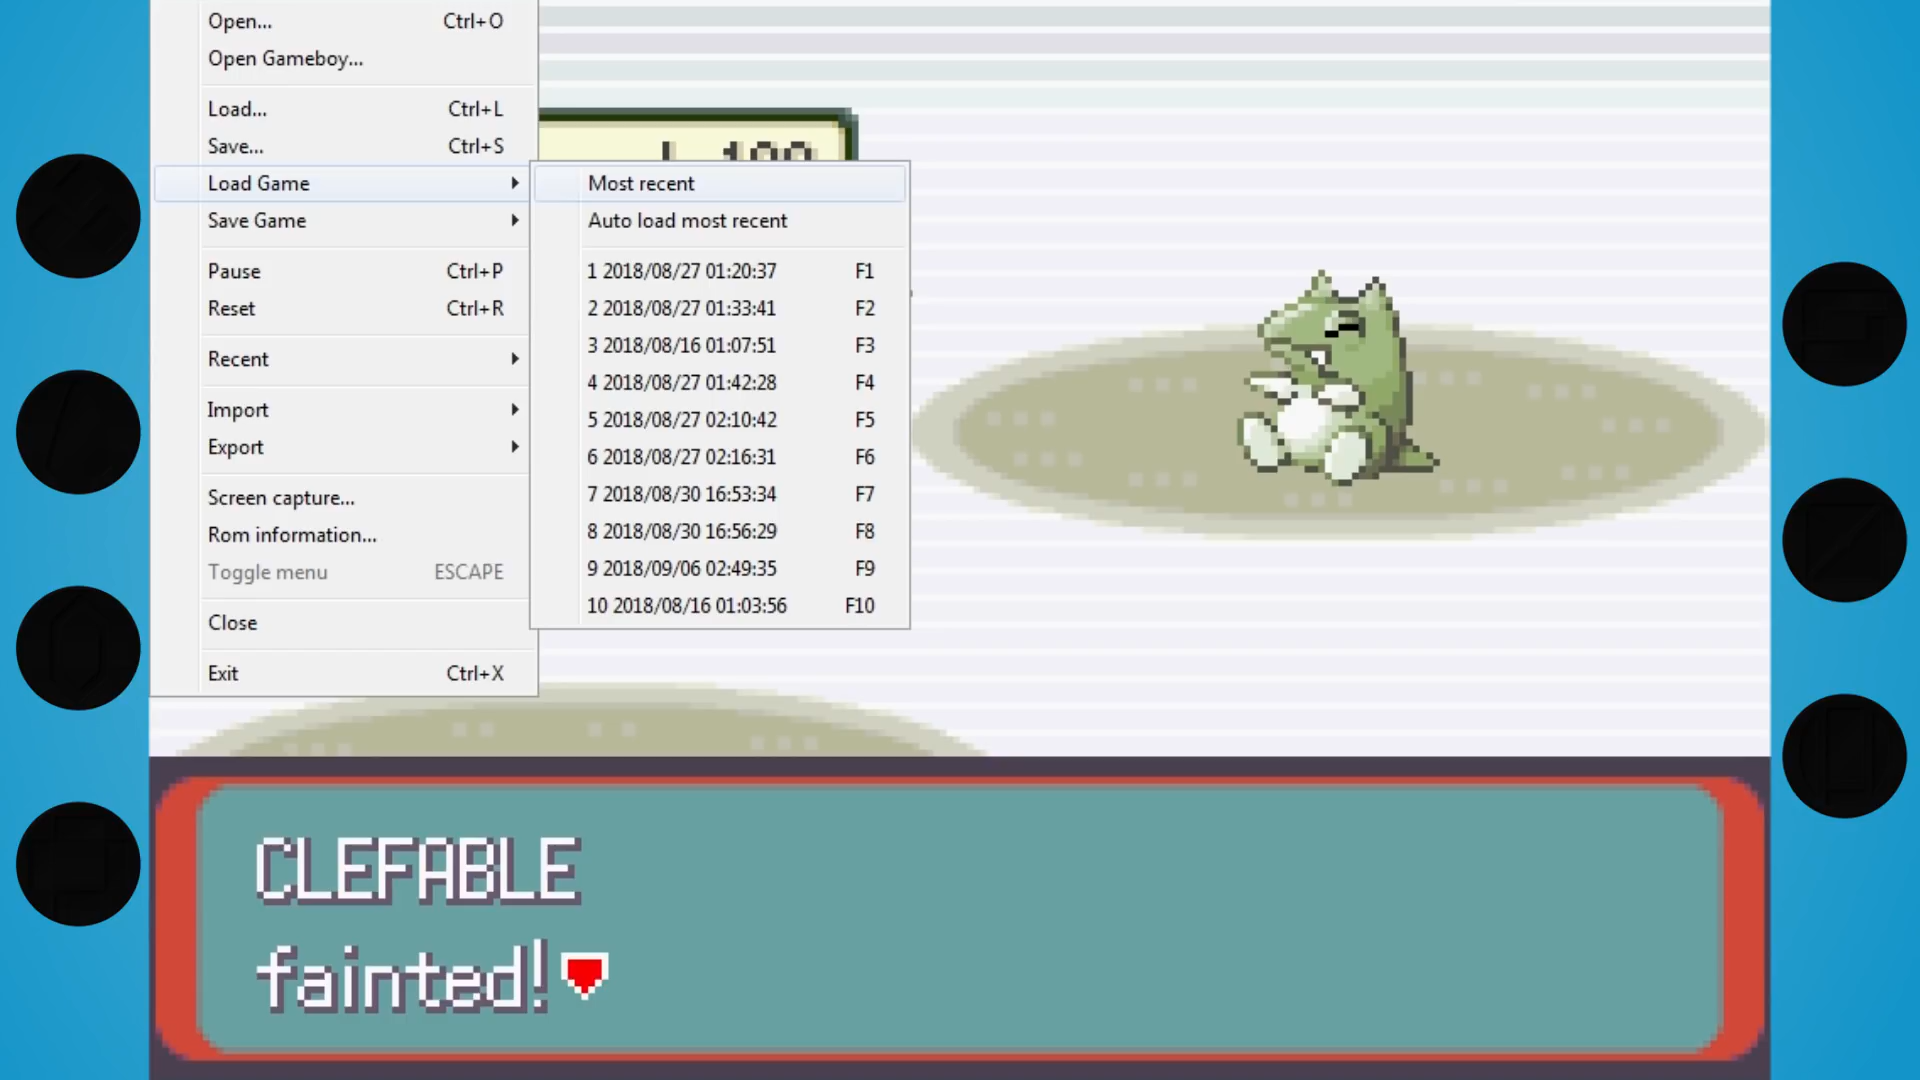 Open... Ctrl+O
Open Gameboy...
Load... Ctrl+L
Save... Ctrl+S
Load Game
Save Game
Pause Ctrl+P
Reset Ctrl+R
Recent
Import
Export
Screen capture...
Rom information...
Toggle menu ESCAPE
Close
Exit Ctrl+X
Most recent
Auto load most recent
1 2018/08/27 01:20:37 F1
2 2018/08/27 01:33:41 F2
3 2018/08/16 01:07:51 F3
4 2018/08/27 01:42:28 F4
5 2018/08/27 02:10:42 F5
6 2018/08/27 02:16:31 F6
7 2018/08/30 16:53:34 F7
8 2018/08/30 16:56:29 F8
9 2018/09/06 02:49:35 F9
10 2018/08/16 01:03:56 F10
CLEFABLE
fainted!